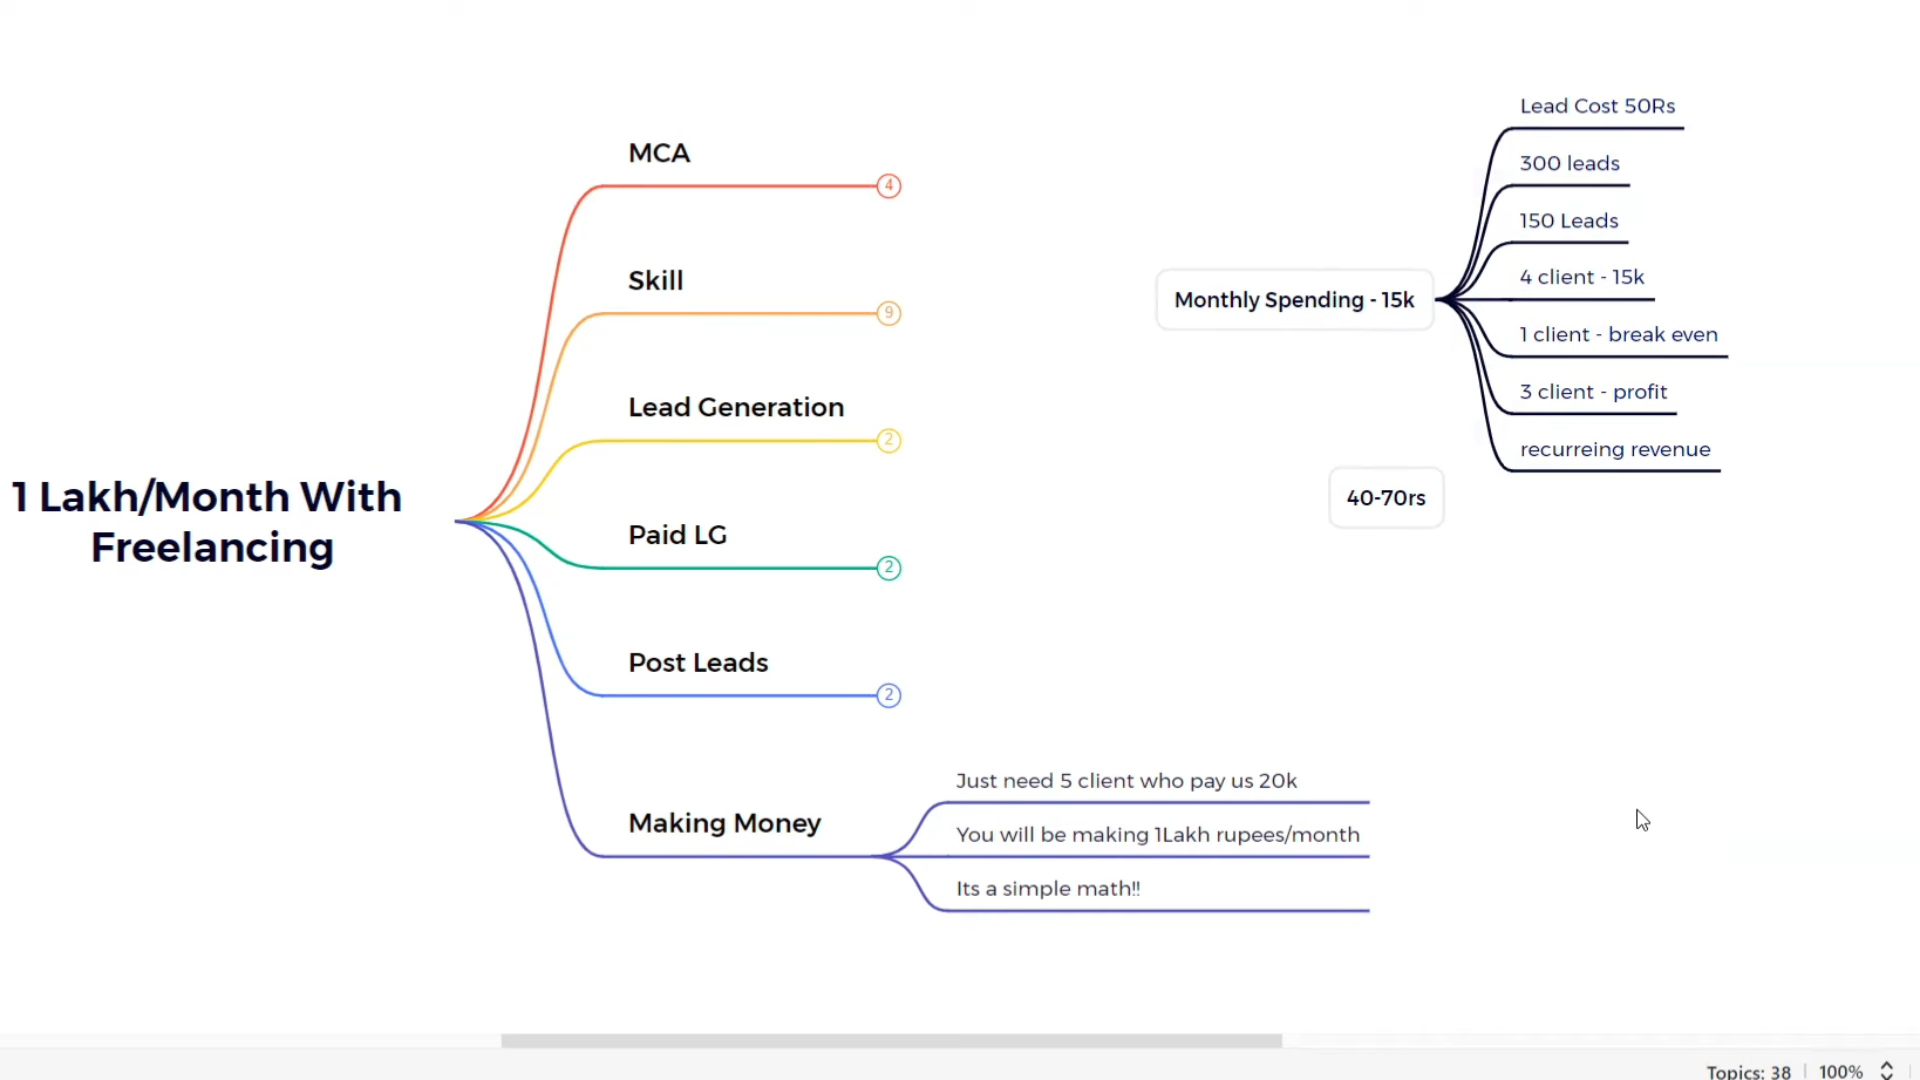 1 Lakh/Month With
Freelancing
MCA
4
Skill
9
Lead Generation
2
Paid LG
2
Post Leads
2
Making Money
Just need 5 client who pay us 20k
You will be making 1Lakh rupees/month
Its a simple math!!
Monthly Spending - 15k
Lead Cost 50Rs
300 leads
150 Leads
4 client - 15k
1 client - break even
3 client - profit
recurreing revenue
40-70rs
Topics: 38
100%